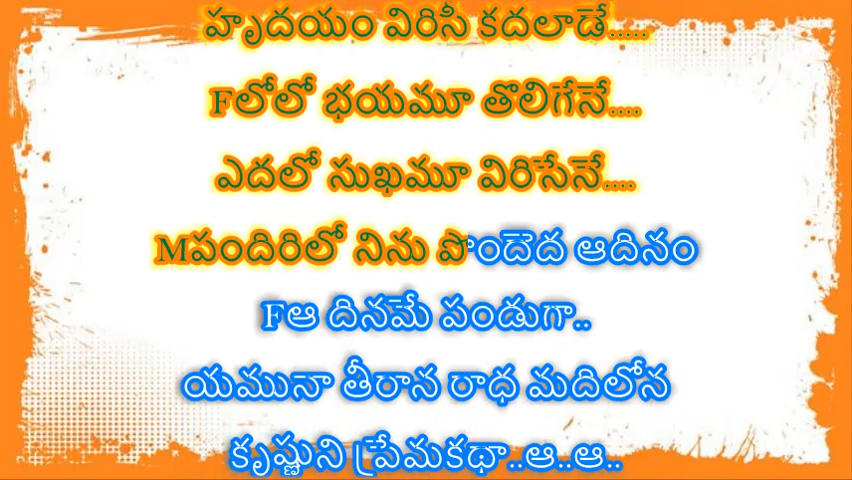 హృదయం విరిసీ కదలాడే.....
Fలోలో భయమూ తొలిగేనే....
ఎదలో సుఖమూ విరిసేనే....
Mపందిరిలో నిను పొందెద ఆదినం
Fఆ దినమే పండుగా..
యమునా తీరాన రాధ మదిలోన
కృష్ణుని ప్రేమకథా..ఆ..ఆ..